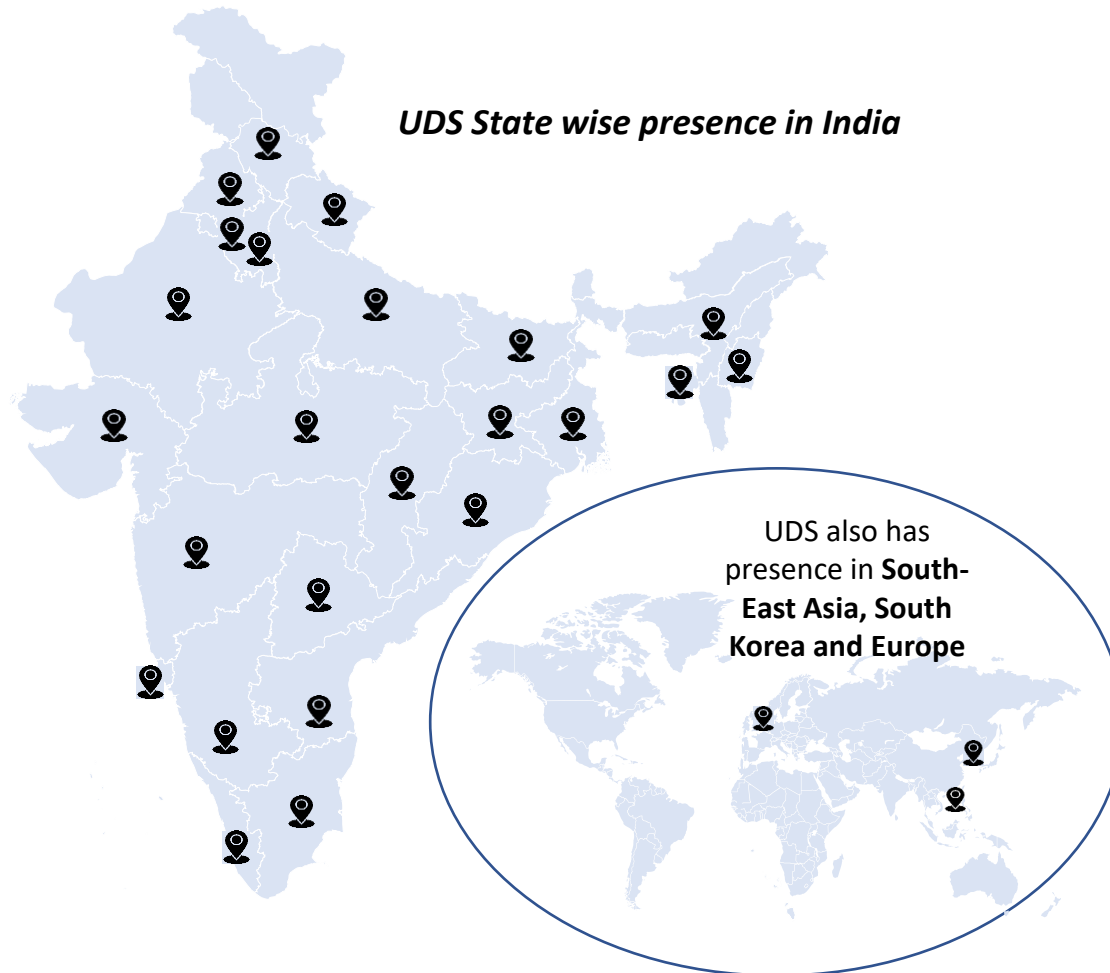 UDS State wise presence in India
UDS also has
presence in South-
East Asia, South
Korea and Europe